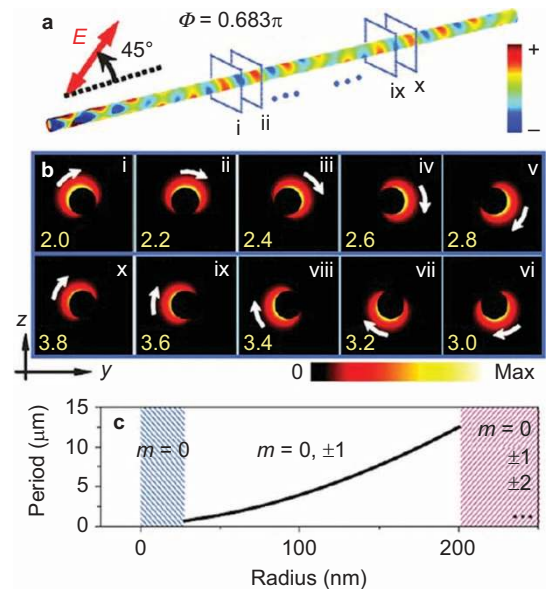 a
E
45°
Φ = 0.683π
i
ii
ix
x
+
–
b
i
ii
iii
iv
v
2.0
2.2
2.4
2.6
2.8
x
ix
viii
vii
vi
3.8
3.6
3.4
3.2
3.0
z
y
0
Max
c
15
10
5
0
Period (μm)
m = 0
m = 0, ±1
m = 0
±1
±2
...
0
100
200
Radius (nm)